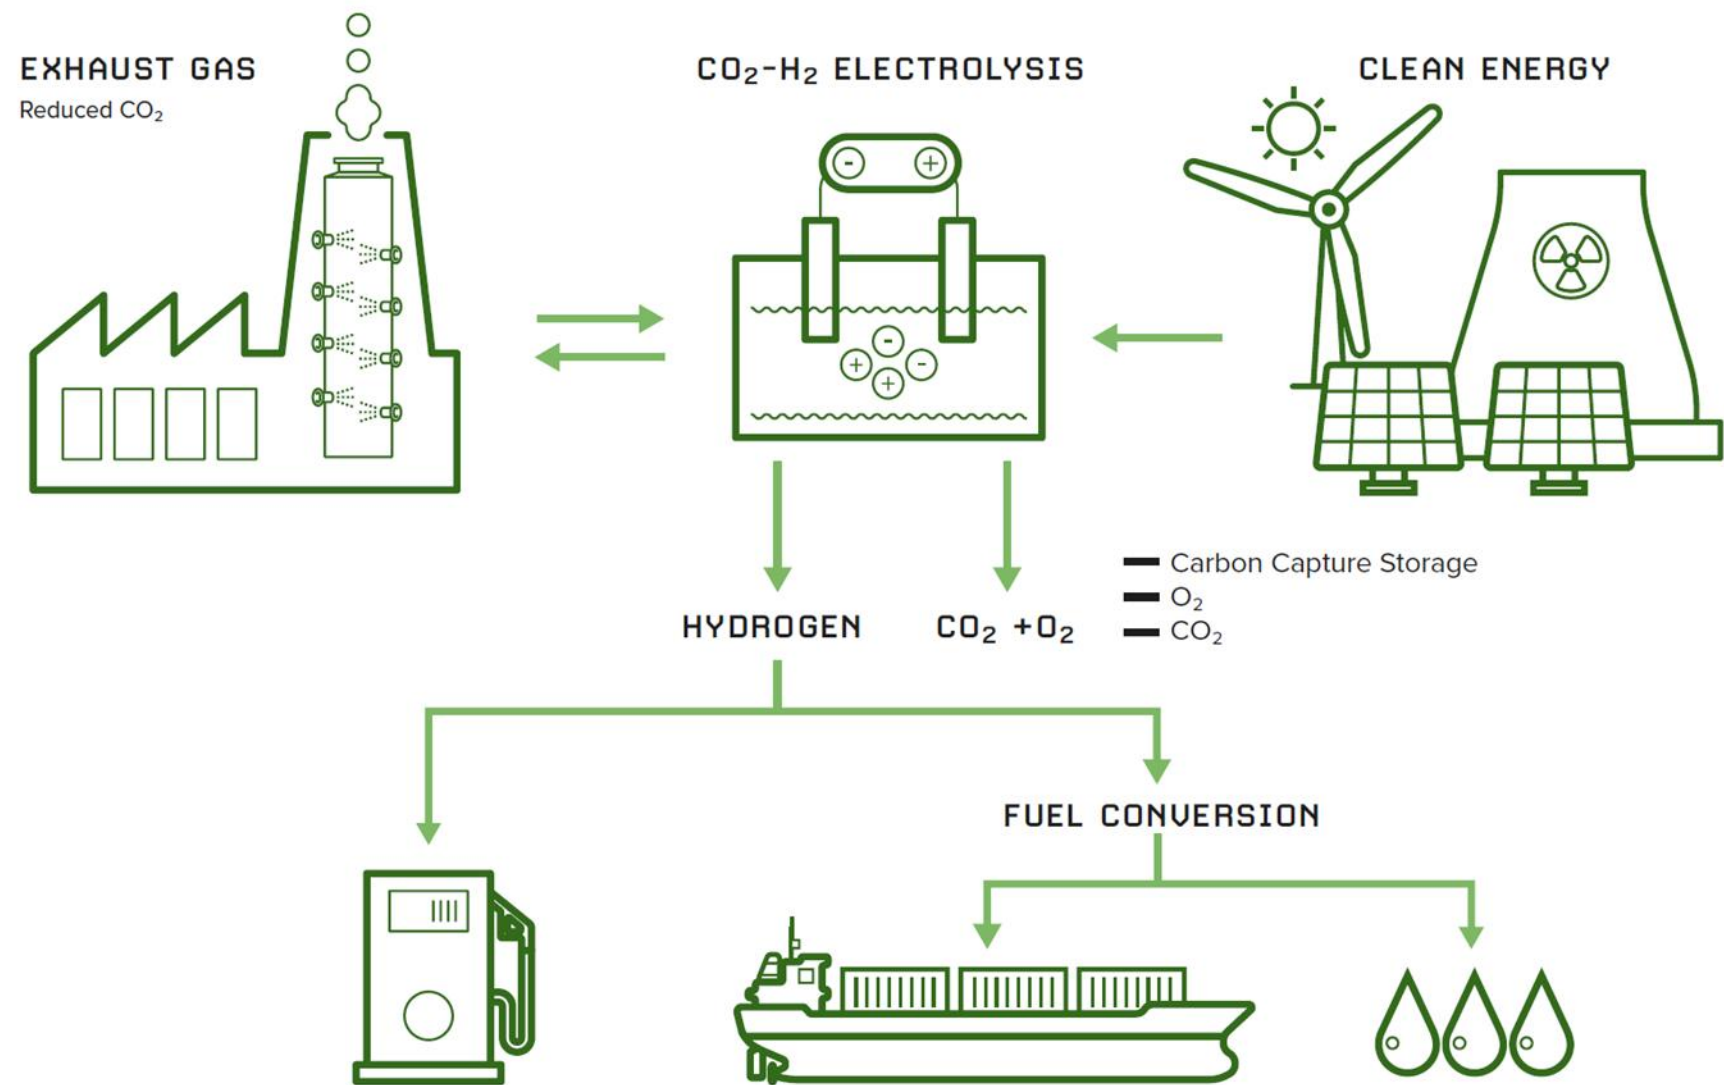 EXHAUST GAS
Reduced CO₂
CO₂-H₂ ELECTROLYSIS
CLEAN ENERGY
- +
-
+ -
+
HYDROGEN
CO₂ +O₂
Carbon Capture Storage
O₂
CO₂
FUEL CONVERSION